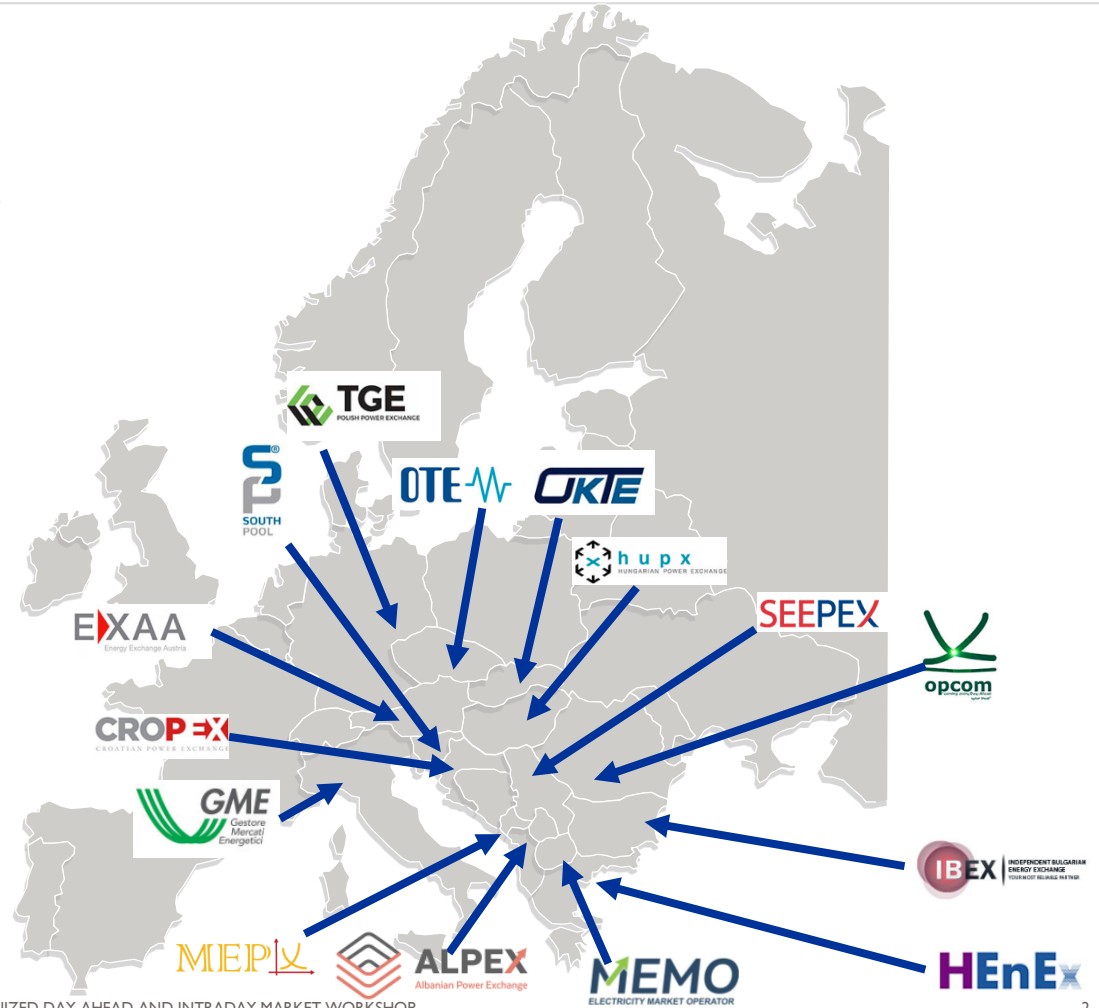 TGE
POLISH POWER EXCHANGE
SP®
SOUTH
POOL
OTE
OKTE
hupx
HUNGARIAN POWER EXCHANGE
EXAA
Energy Exchange Austria
SEEPEX
opcom
CROPEX
CROATIAN POWER EXCHANGE
GME
Gestore
Mercati
Energetici
IBEX
INDEPENDENT BULGARIAN
ENERGY EXCHANGE
YOUR MOST RELIABLE PARTNER
MEPX
ALPEX
Albanian Power Exchange
MEMO
ELECTRICITY MARKET OPERATOR
HEnEx
DAY AHEAD AND INTRADAY MARKET WORKSHOP
2